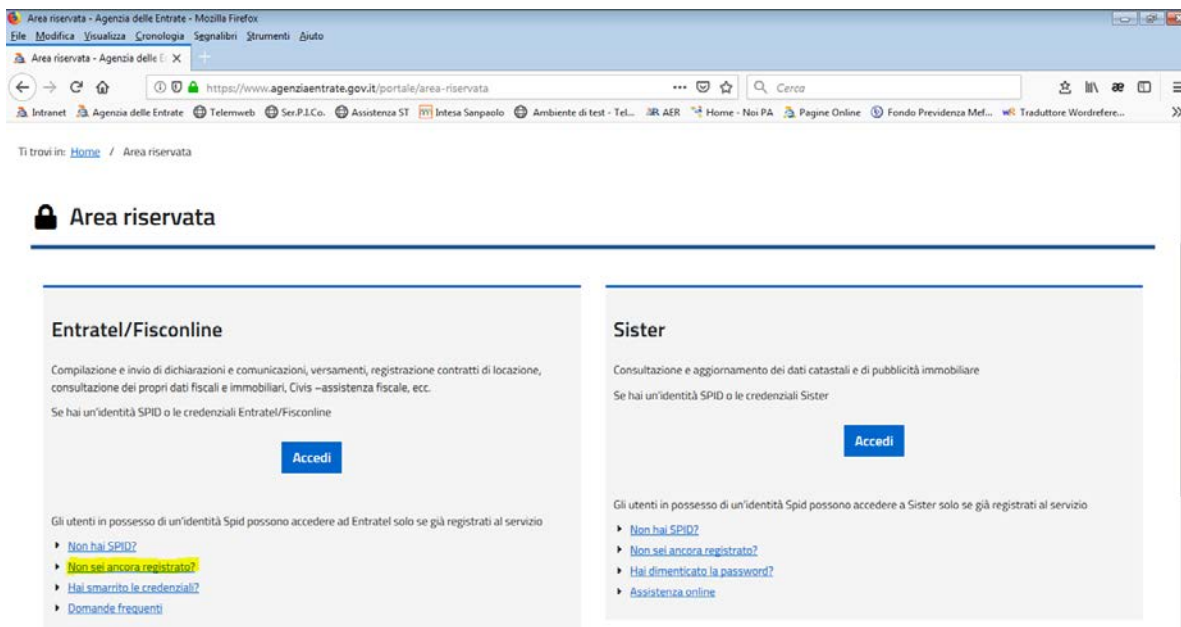 Area riservata - Agenzia delle Entrate - Mozilla Firefox
File Modifica Visualizza Cronologia Segnalibri Strumenti Aiuto
Area riservata - Agenzia delle E X
https://www.agenziaentrate.gov.it/portale/area-riservata
Cerca
Intranet Agenzia delle Entrate Telemweb Ser.P.I.Co. Assistenza ST Intesa Sanpaolo Ambiente di test - Tel... AER Home - Noi PA Pagine Online Fondo Previdenza Mef... Traduttore Wordrefere...
Ti trovi in: Home / Area riservata
Area riservata
Entratel/Fisconline
Compilazione e invio di dichiarazioni e comunicazioni, versamenti, registrazione contratti di locazione,
consultazione dei propri dati fiscali e immobiliari, Civis –assistenza fiscale, ecc.
Se hai un'identità SPID o le credenziali Entratel/Fisconline
Accedi
Gli utenti in possesso di un'identità Spid possono accedere ad Entratel solo se già registrati al servizio
Non hai SPID?
Non sei ancora registrato?
Hai smarrito le credenziali?
Domande frequenti
Sister
Consultazione e aggiornamento dei dati catastali e di pubblicità immobiliare
Se hai un'identità SPID o le credenziali Sister
Accedi
Gli utenti in possesso di un'identità Spid possono accedere a Sister solo se già registrati al servizio
Non hai SPID?
Non sei ancora registrato?
Hai dimenticato la password?
Assistenza online